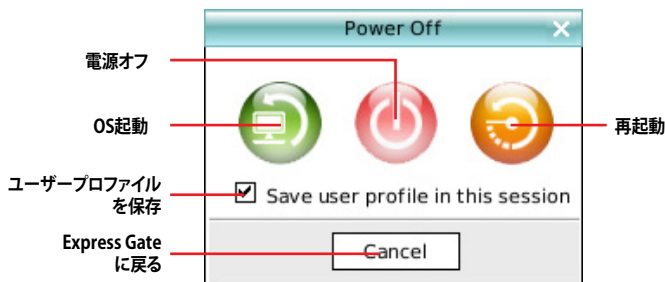 Power Off
電源オフ
OS起動
再起動
ユーザープロファイル
を保存
Save user profile in this session
Express Gate
に戻る
Cancel